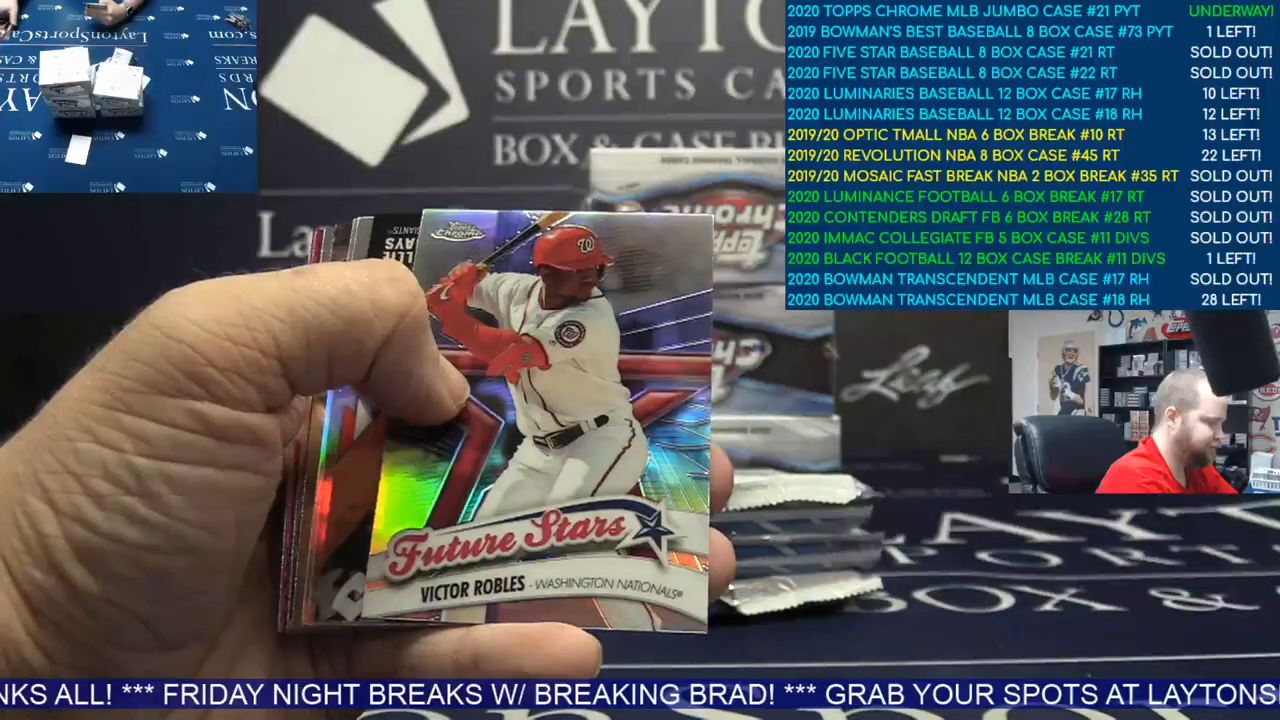 2020 TOPPS CHROME MLB JUMBO CASE #21 PYT UNDERWAY!
2019 BOWMAN'S BEST BASEBALL 8 BOX CASE #73 PYT 1 LEFT!
2020 FIVE STAR BASEBALL 8 BOX CASE #21 RT SOLD OUT!
2020 FIVE STAR BASEBALL 8 BOX CASE #22 RT SOLD OUT!
2020 LUMINARIES BASEBALL 12 BOX CASE #17 RH 10 LEFT!
2020 LUMINARIES BASEBALL 12 BOX CASE #18 RH 12 LEFT!
2019/20 OPTIC TMALL NBA 6 BOX BREAK #10 RT 13 LEFT!
2019/20 REVOLUTION NBA 8 BOX CASE #45 RT 22 LEFT!
2019/20 MOSAIC FAST BREAK NBA 2 BOX BREAK #35 RT SOLD OUT!
2020 LUMINANCE FOOTBALL 6 BOX BREAK #17 RT SOLD OUT!
2020 CONTENDERS DRAFT FB 6 BOX BREAK #28 RT SOLD OUT!
2020 IMMAC COLLEGIATE FB 5 BOX CASE #11 DIVS SOLD OUT!
2020 BLACK FOOTBALL 12 BOX CASE BREAK #11 DIVS 1 LEFT!
2020 BOWMAN TRANSCENDENT MLB CASE #17 RH SOLD OUT!
2020 BOWMAN TRANSCENDENT MLB CASE #18 RH 28 LEFT!
LAYTO
SPORTS CA
BOX & CASE
La
GIANTS
Topps Chrome
W
Leaf
Future Stars
VICTOR ROBLES - WASHINGTON NATIONALS®
LAY
PORT
BOX &
NKS ALL! *** FRIDAY NIGHT BREAKS W/ BREAKING BRAD! *** GRAB YOUR SPOTS AT LAYTONS